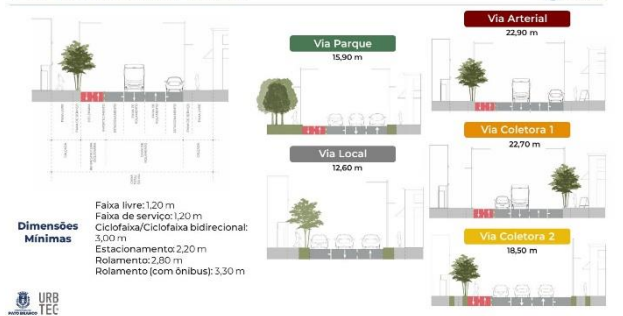 Via Parque
15,90 m
Via Local
12,60 m
Via Arterial
22,90 m
Via Coletora 1
22,70 m
Via Coletora 2
18,50 m
Dimensões
Mínimas
Faixa livre: 1,20 m
Faixa de serviço: 1,20 m
Ciclofaixa/Ciclofaixa bidirecional:
3,00 m
Estacionamento: 2,20 m
Rolamento: 2,80 m
Rolamento (com ônibus): 3,30 m
PATO BRANCO
URB
TEC